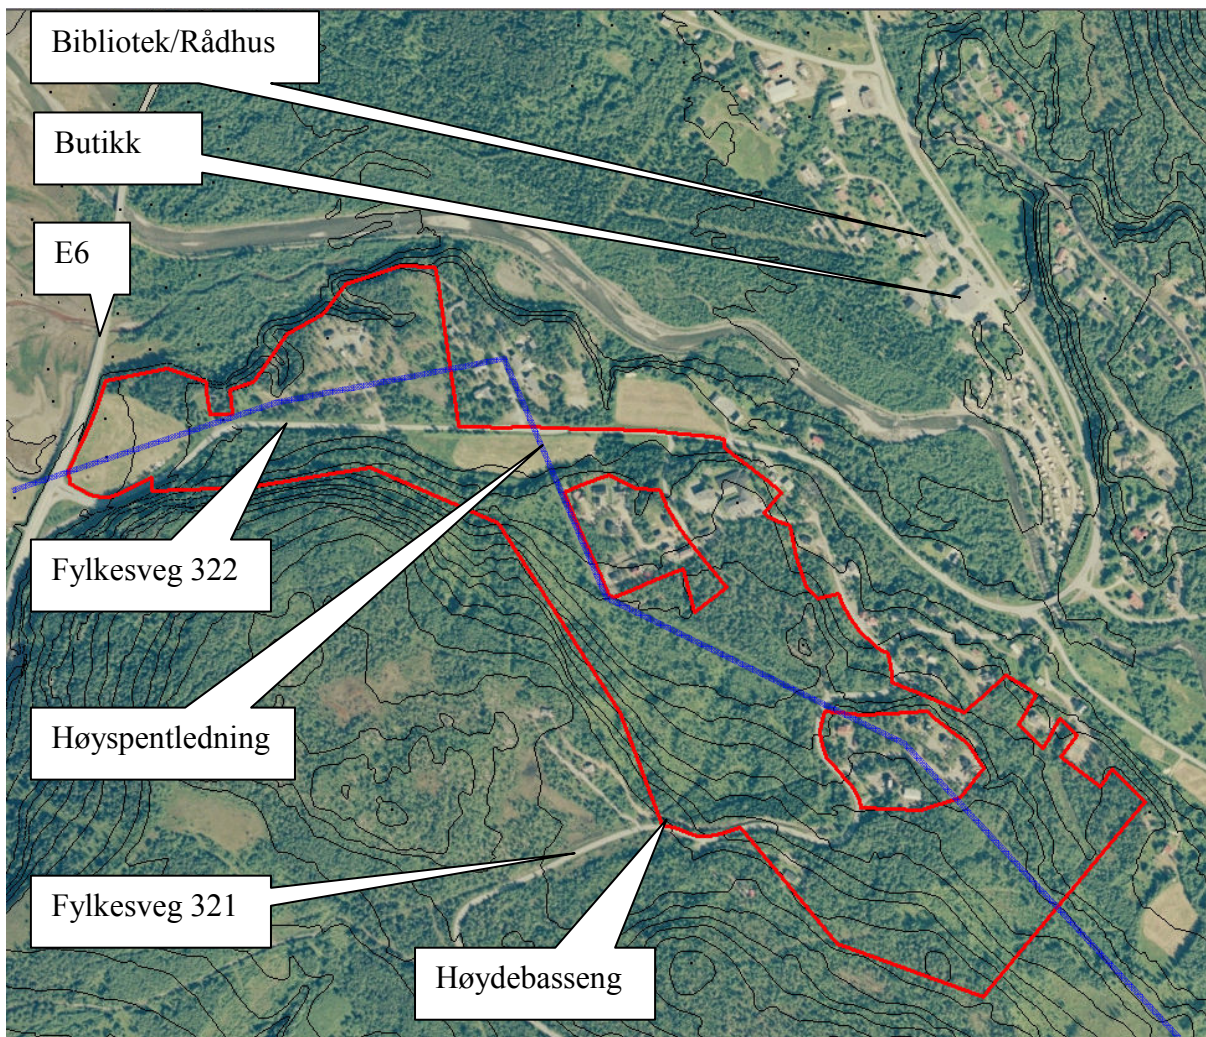 Bibliotek/Rådhus
Butikk
E6
Fylkesveg 322
Høyspentledning
Fylkesveg 321
Høydebasseng